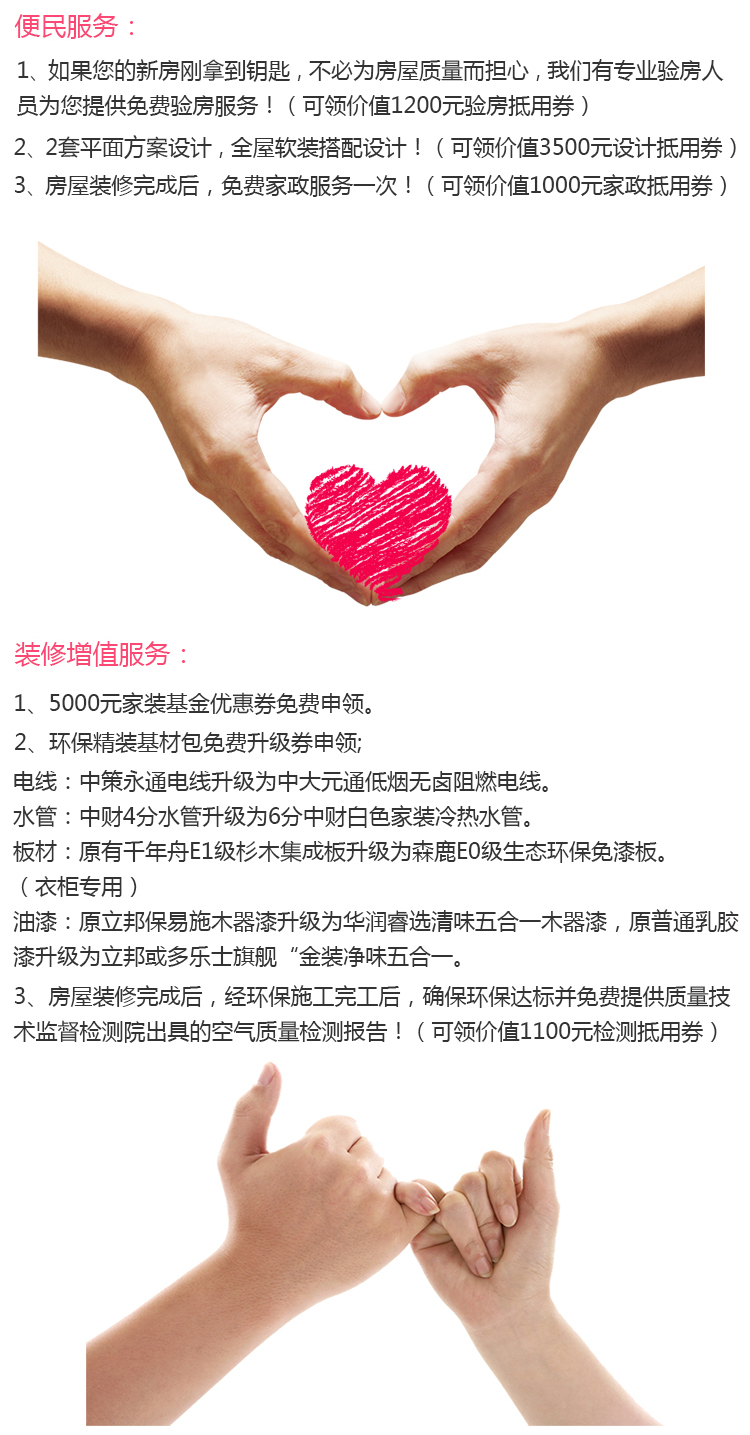 便民服务：
1、如果您的新房刚拿到钥匙，不必为房屋质量而担心，我们有专业验房人
员为您提供免费验房服务！（可领价值1200元验房抵用券）
2、2套平面方案设计，全屋软装搭配设计！（可领价值3500元设计抵用券）
3、房屋装修完成后，免费家政服务一次！（可领价值1000元家政抵用券）
装修增值服务：
1、5000元家装基金优惠券免费申领。
2、环保精装基材包免费升级券申领;
电线：中策永通电线升级为中大元通低烟无卤阻燃电线。
水管：中财4分水管升级为6分中财白色家装冷热水管。
板材：原有千年舟E1级杉木集成板升级为森鹿E0级生态环保免漆板。
（衣柜专用）
油漆：原立邦保易施木器漆升级为华润睿选清味五合一木器漆，原普通乳胶
漆升级为立邦或多乐士旗舰“金装净味五合一。
3、房屋装修完成后，经环保施工完工后，确保环保达标并免费提供质量技
术监督检测院出具的空气质量检测报告！（可领价值1100元检测抵用券）